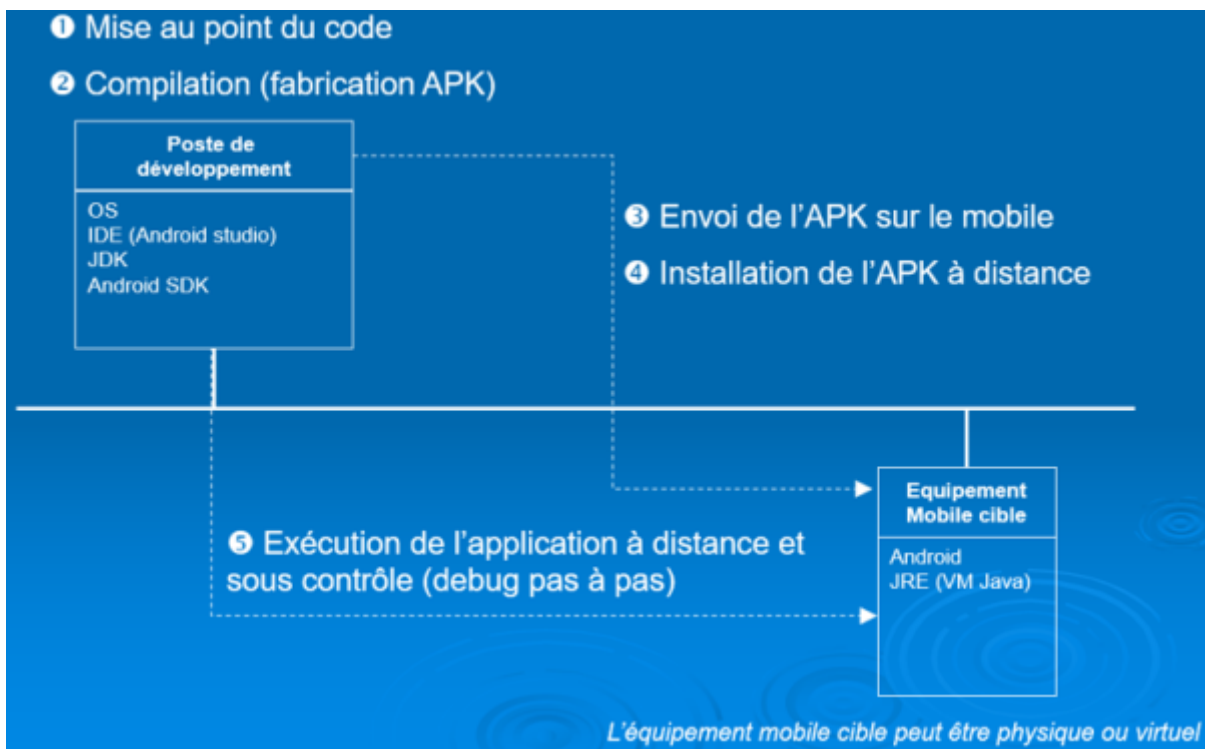 ❶ Mise au point du code
❷ Compilation (fabrication APK)
Poste de
développement
OS
IDE (Android studio)
JDK
Android SDK
❸ Envoi de l’APK sur le mobile
❹ Installation de l’APK à distance
Equipement
Mobile cible
Android
JRE (VM Java)
❺ Exécution de l’application à distance et
sous contrôle (debug pas à pas)
L’équipement mobile cible peut être physique ou virtuel